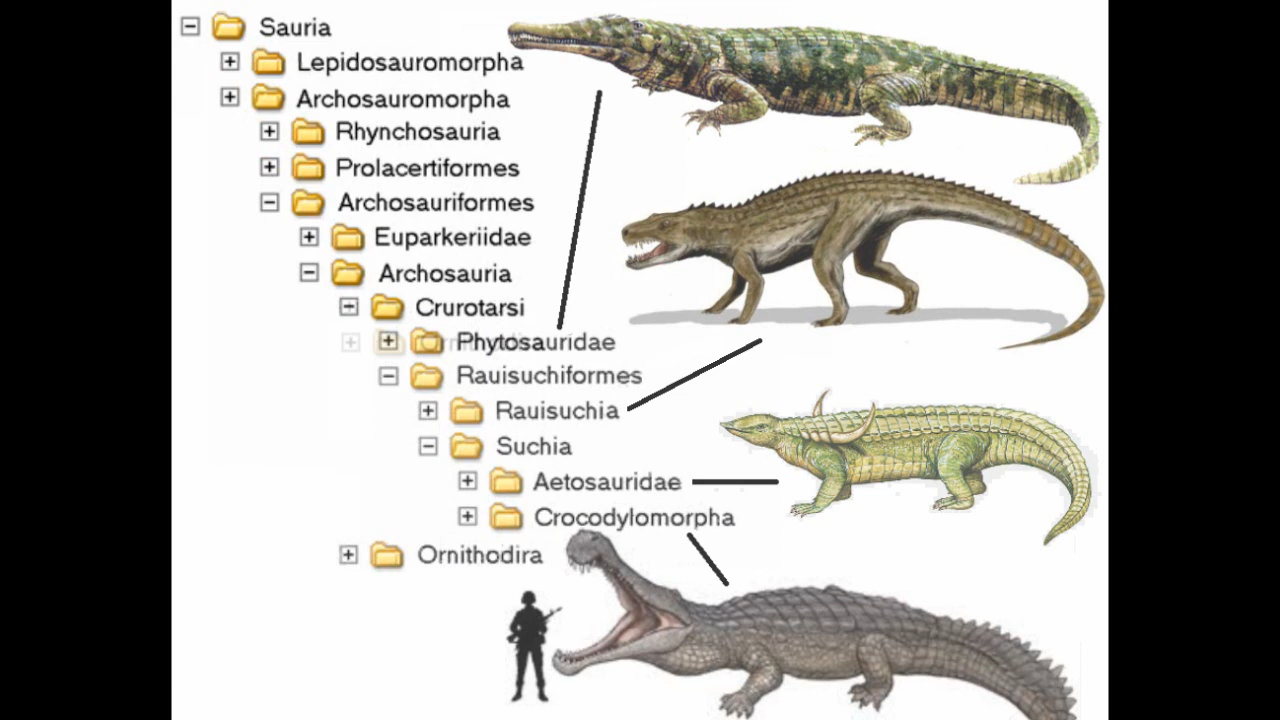 Sauria
Lepidosauromorpha
Archosauromorpha
Rhynchosauria
Prolacertiformes
Archosauriformes
Euparkeriidae
Archosauria
Crurotarsi
Phytosauridae
Rauisuchiformes
Rauisuchia
Suchia
Aetosauridae
Crocodylomorpha
Ornithodira